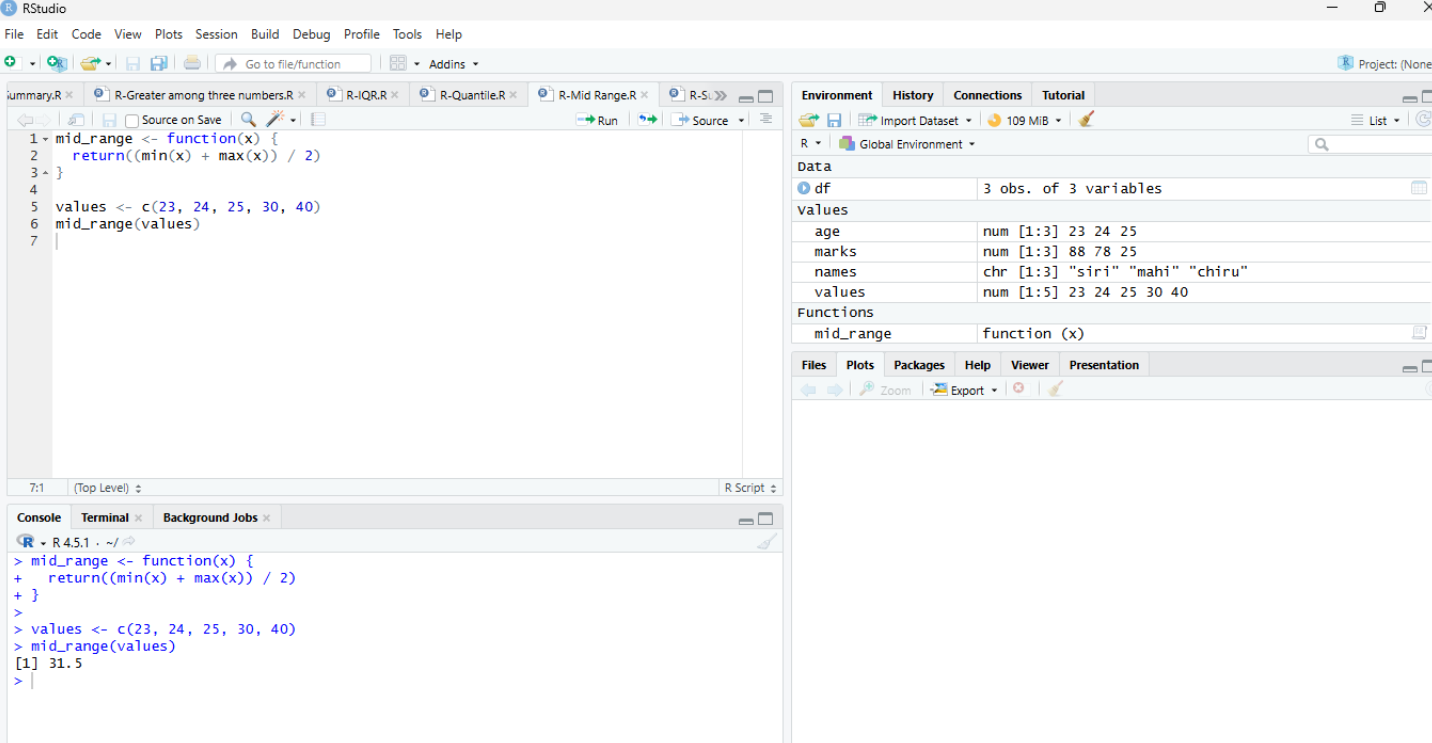 RStudio
File Edit Code View Plots Session Build Debug Profile Tools Help
Go to file/function Addins Project: (None
ummary.R R-Greater among three numbers.R R-IQR.R R-Quantile.R R-Mid Range.R R-Su
Source on Save Run Source
1 mid_range <- function(x) {
2 return((min(x) + max(x)) / 2)
3 }
4
5 values <- c(23, 24, 25, 30, 40)
6 mid_range(values)
7
7:1 (Top Level) R Script
Console Terminal Background Jobs
R 4.5.1 · ~/
> mid_range <- function(x) {
+ return((min(x) + max(x)) / 2)
+ }
>
> values <- c(23, 24, 25, 30, 40)
> mid_range(values)
[1] 31.5
>
Environment History Connections Tutorial
Import Dataset 109 MiB List
R Global Environment
Data
df 3 obs. of 3 variables
Values
age num [1:3] 23 24 25
marks num [1:3] 88 78 25
names chr [1:3] "siri" "mahi" "chiru"
values num [1:5] 23 24 25 30 40
Functions
mid_range function (x)
Files Plots Packages Help Viewer Presentation
Zoom Export